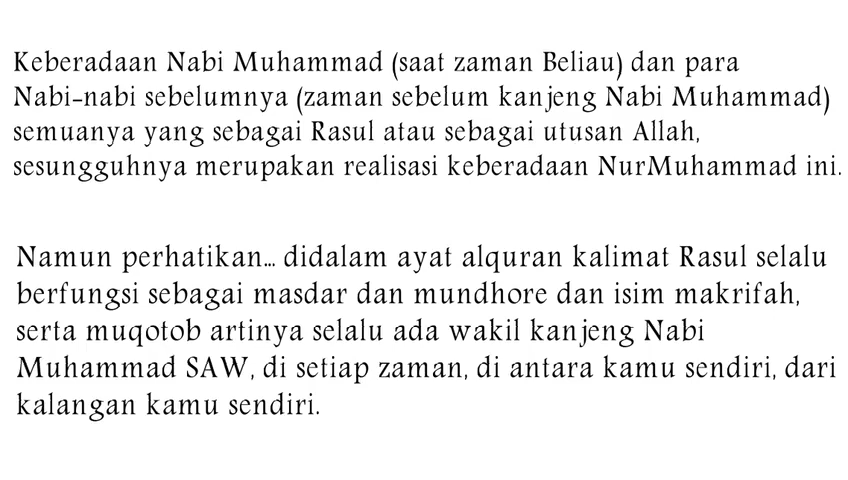 Keberadaan Nabi Muhammad (saat zaman Beliau) dan para
Nabi-nabi sebelumnya (zaman sebelum kanjeng Nabi Muhammad)
semuanya yang sebagai Rasul atau sebagai utusan Allah,
sesungguhnya merupakan realisasi keberadaan NurMuhammad ini.
Namun perhatikan... didalam ayat alquran kalimat Rasul selalu
berfungsi sebagai masdar dan mundhore dan isim makrifah,
serta muqotob artinya selalu ada wakil kanjeng Nabi
Muhammad SAW, di setiap zaman, di antara kamu sendiri, dari
kalangan kamu sendiri.